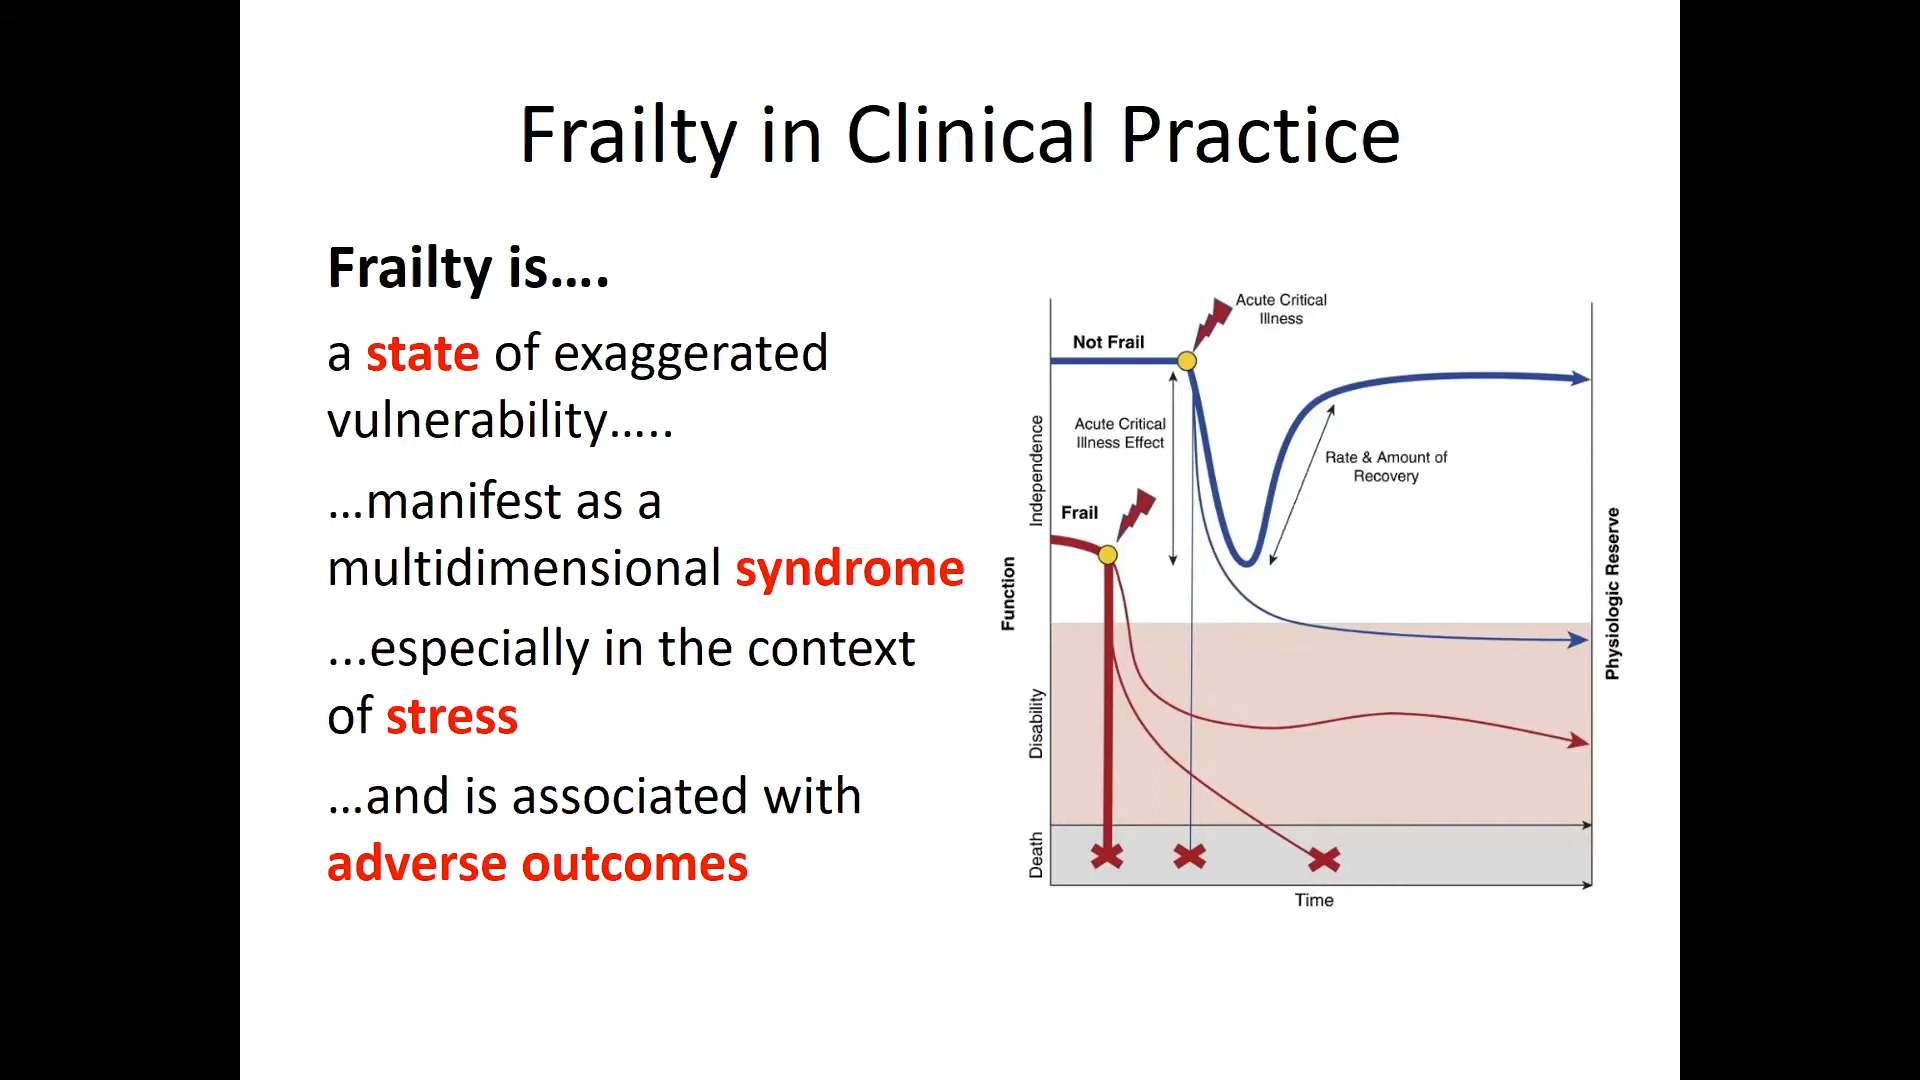 Frailty in Clinical Practice
Frailty is....
a state of exaggerated
vulnerability.....
...manifest as a
multidimensional syndrome
...especially in the context
of stress
...and is associated with
adverse outcomes
Acute Critical
Illness
Not Frail
Acute Critical
Illness Effect
Rate & Amount of
Recovery
Frail
Independence
Function
Disability
Death
Physiologic Reserve
Time